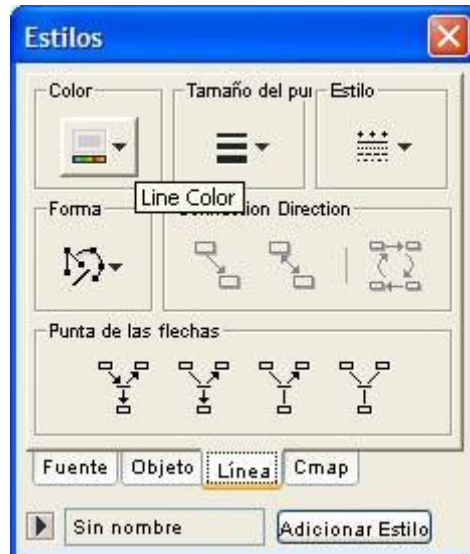 Estilos
Color
Tamaño del pui
Estilo
Line Color
Forma
Connection Direction
Punta de las flechas
Fuente
Objeto
Línea
Cmap
Sin nombre
Adicionar Estilo